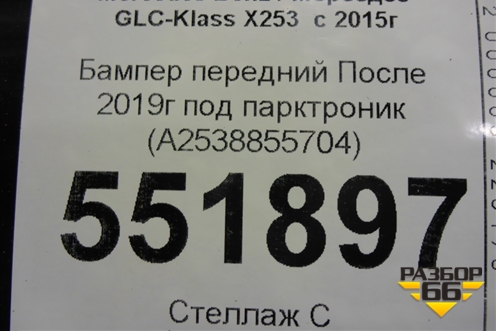 GLC-Klass X253 с 2015г
Бампер передний После
2019г под парктроник
(A2538855704)
551897
Стеллаж С
РАЗБОР
66